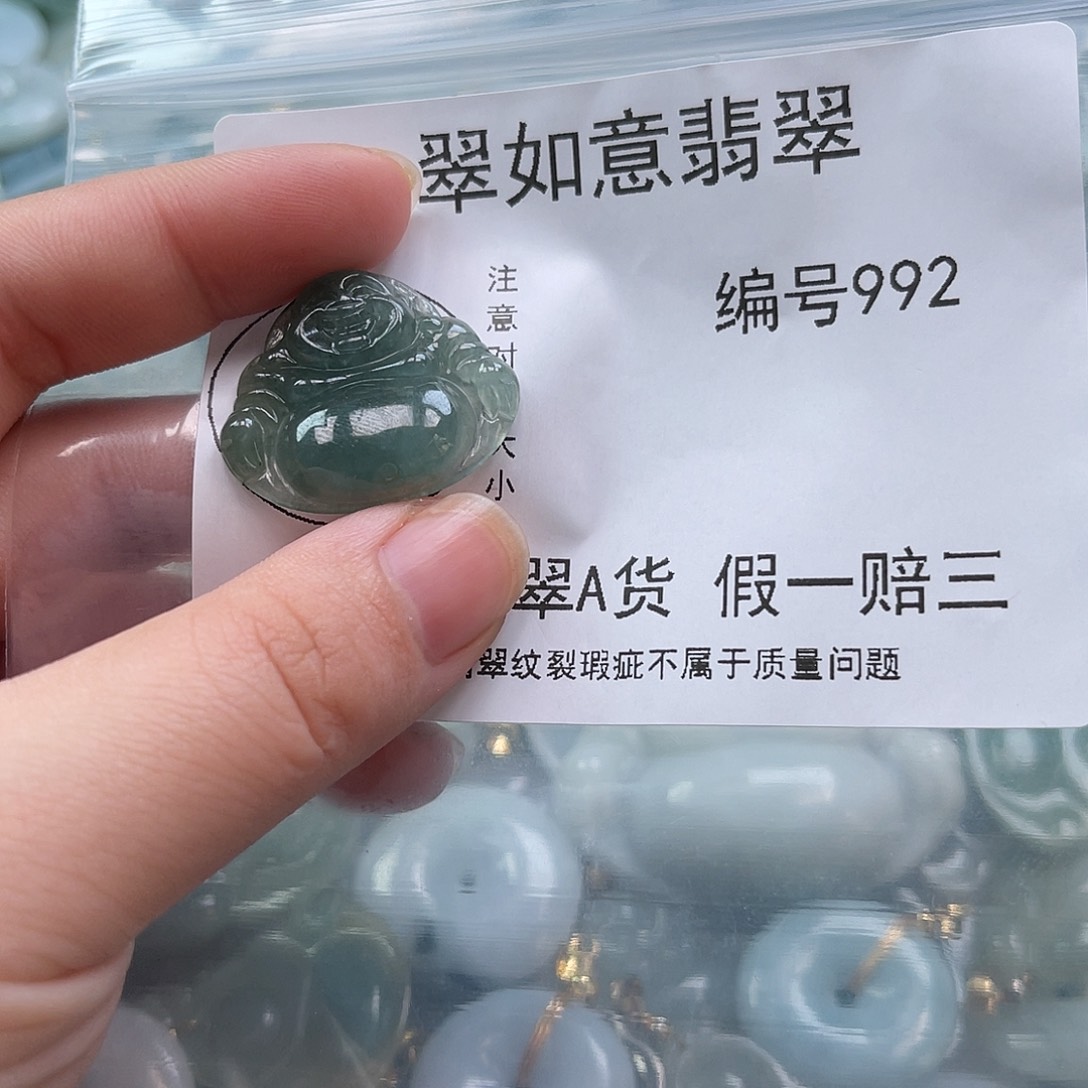 翠如意翡翠
编号992
注意对
大小
翠A货 假一赔三
翠纹裂瑕疵不属于质量问题